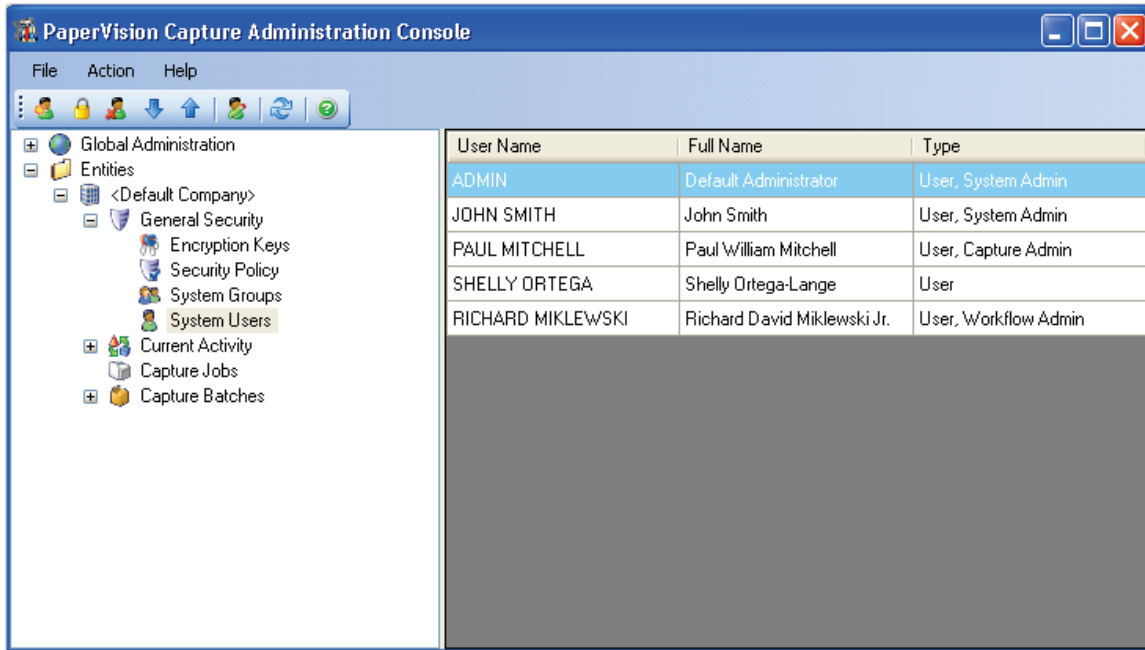 PaperVision Capture Administration Console
File Action Help
Global Administration
Entities
<Default Company>
General Security
Encryption Keys
Security Policy
System Groups
System Users
Current Activity
Capture Jobs
Capture Batches
User Name Full Name Type
ADMIN Default Administrator User, System Admin
JOHN SMITH John Smith User, System Admin
PAUL MITCHELL Paul William Mitchell User, Capture Admin
SHELLY ORTEGA Shelly Ortega-Lange User
RICHARD MIKLEWSKI Richard David Miklewski Jr. User, Workflow Admin